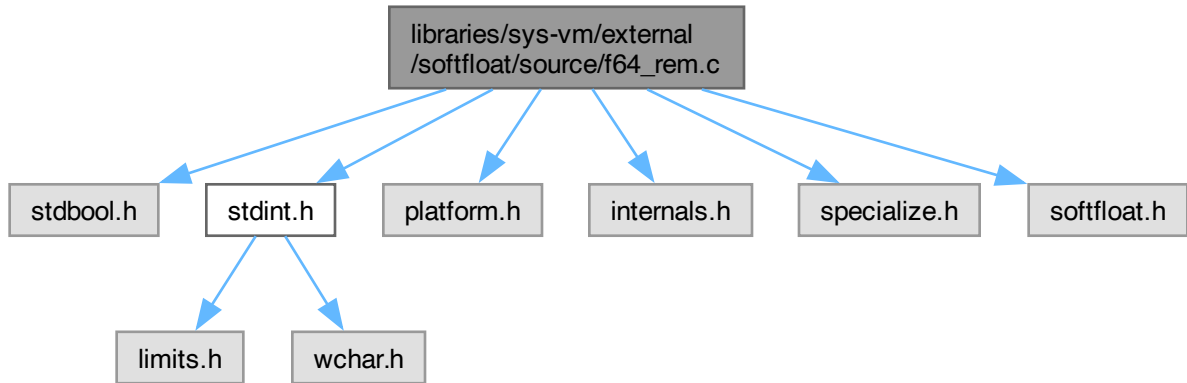 libraries/sys-vm/external
/softfloat/source/f64_rem.c
stdbool.h
stdint.h
platform.h
internals.h
specialize.h
softfloat.h
limits.h
wchar.h